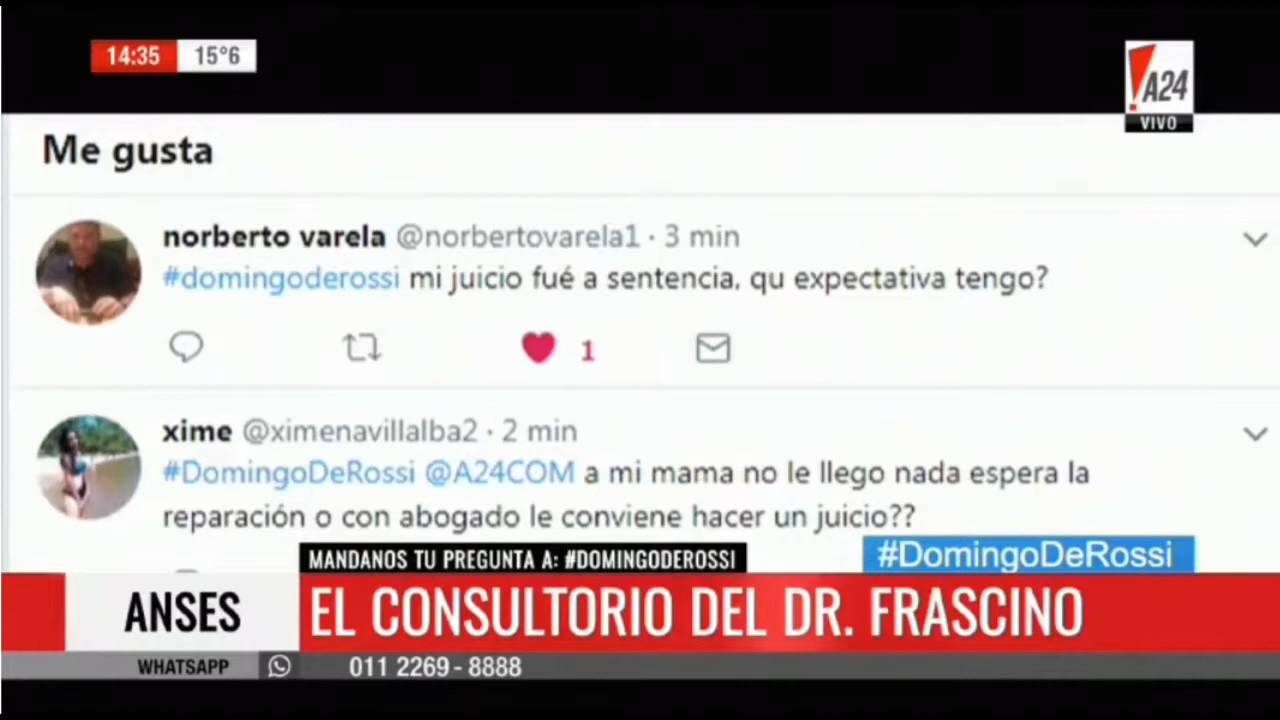 14:35 15°6
A24
VIVO
Me gusta
norberto varela @norbertovarela1 · 3 min
#domingoderossi mi juicio fué a sentencia, qu expectativa tengo?
1
xime @ximenavillalba2 · 2 min
#DomingoDeRossi @A24COM a mi mama no le llego nada espera la
reparación o con abogado le conviene hacer un juicio??
MANDANOS TU PREGUNTA A: #DOMINGODEROSSI
#DomingoDeRossi
ANSES
EL CONSULTORIO DEL DR. FRASCINO
WHATSAPP 011 2269 - 8888